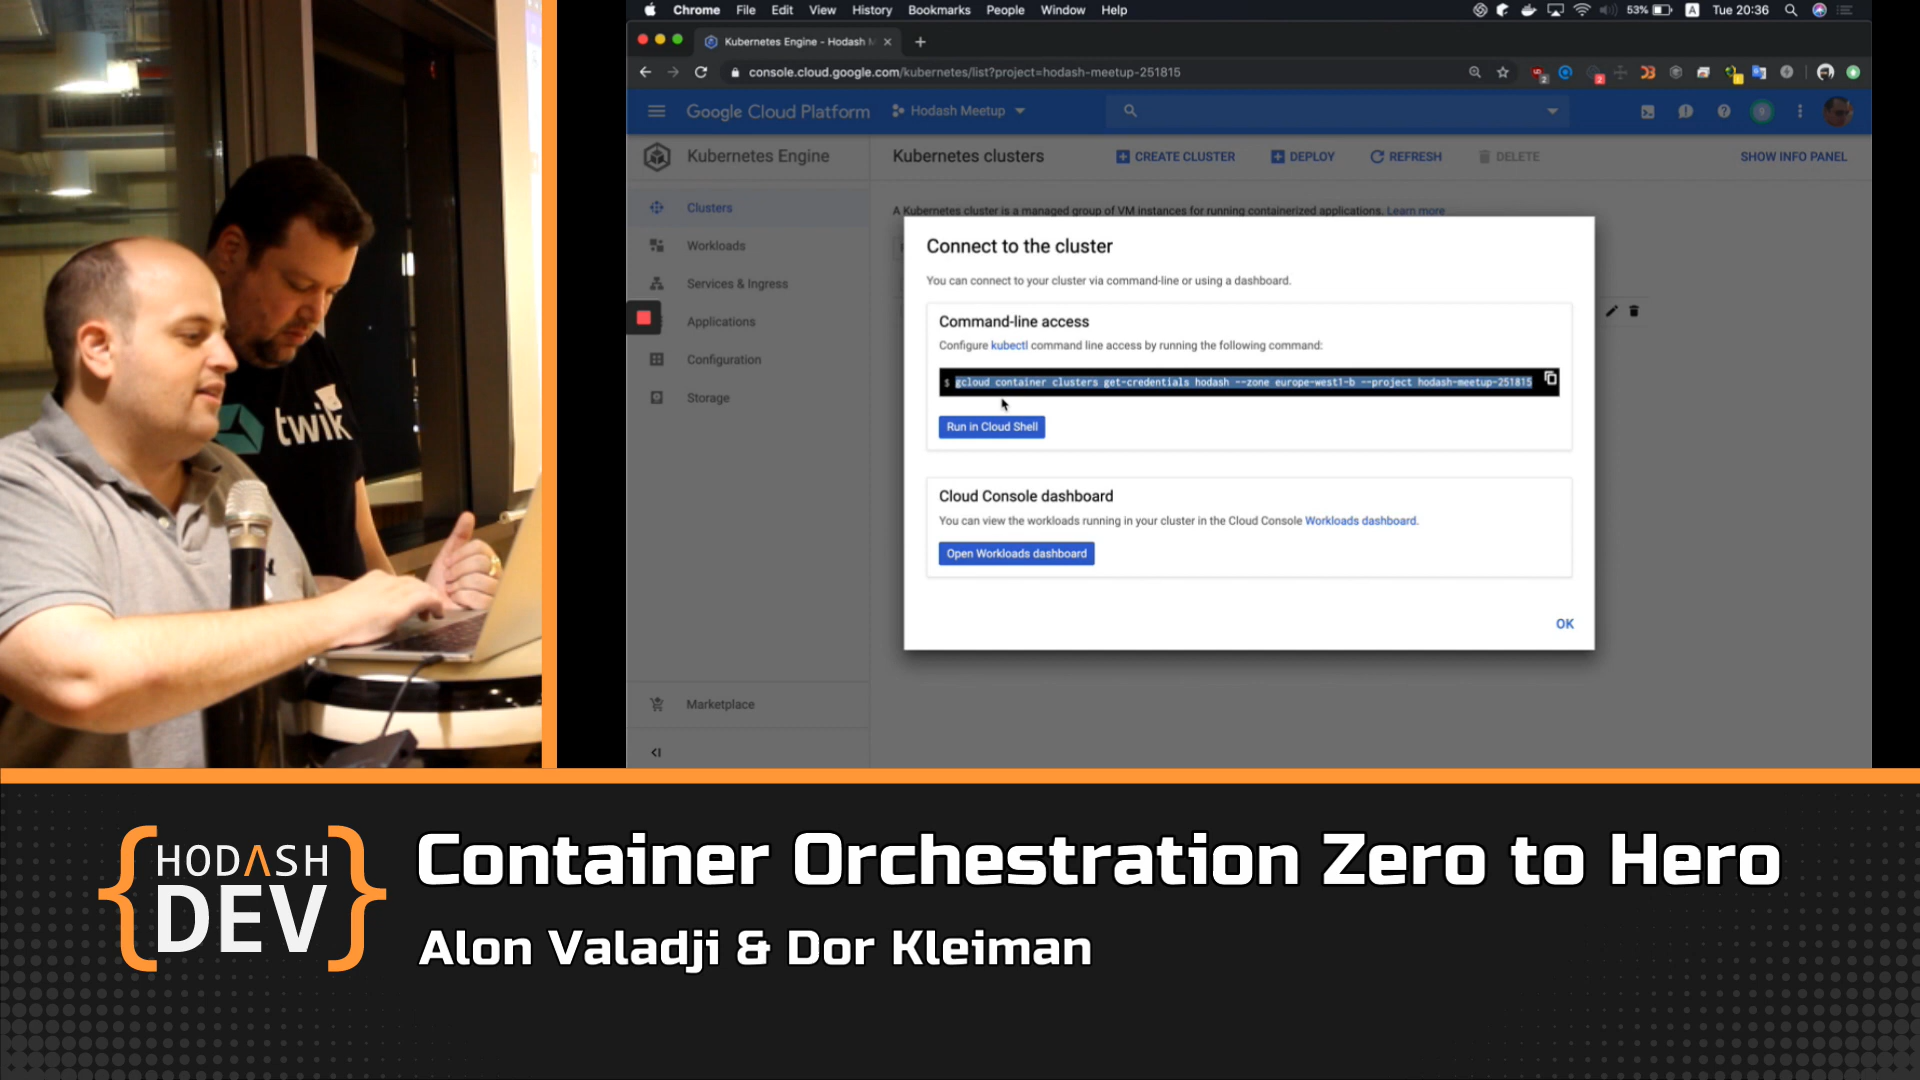 twik
Chrome File Edit View History Bookmarks People Window Help
53% A Tue 20:36
Kubernetes Engine - Hodash
console.cloud.google.com/kubernetes/list?project=hodash-meetup-251815
Google Cloud Platform Hodash Meetup
Kubernetes Engine
Kubernetes clusters CREATE CLUSTER DEPLOY REFRESH DELETE SHOW INFO PANEL
Clusters
Workloads
Services & Ingress
Applications
Configuration
Storage
Marketplace
A Kubernetes cluster is a managed group of VM instances for running containerized applications. Learn more
Connect to the cluster
You can connect to your cluster via command-line or using a dashboard.
Command-line access
Configure kubectl command line access by running the following command:
$ gcloud container clusters get-credentials hodash --zone europe-west1-b --project hodash-meetup-251815
Run in Cloud Shell
Cloud Console dashboard
You can view the workloads running in your cluster in the Cloud Console Workloads dashboard.
Open Workloads dashboard
OK
HODASH
DEV
Container Orchestration Zero to Hero
Alon Valadji & Dor Kleiman